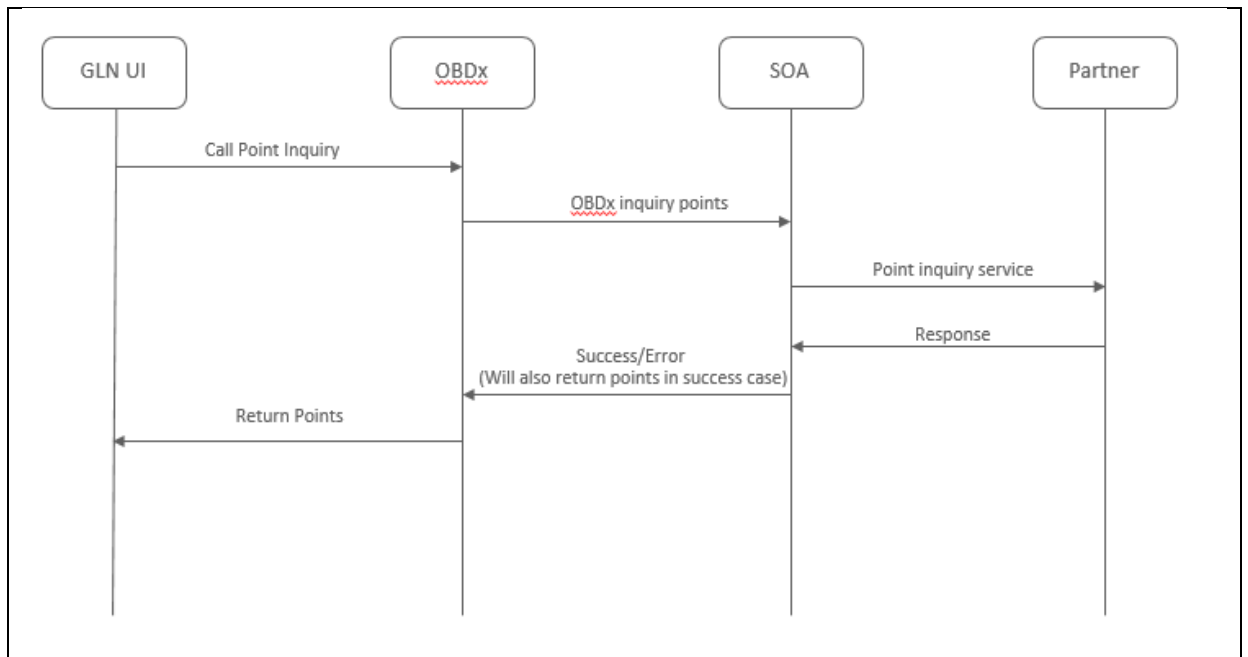 GLN UI
OBDx
SOA
Partner
Call Point Inquiry
OBDx inquiry points
Point inquiry service
Response
Success/Error
(Will also return points in success case)
Return Points